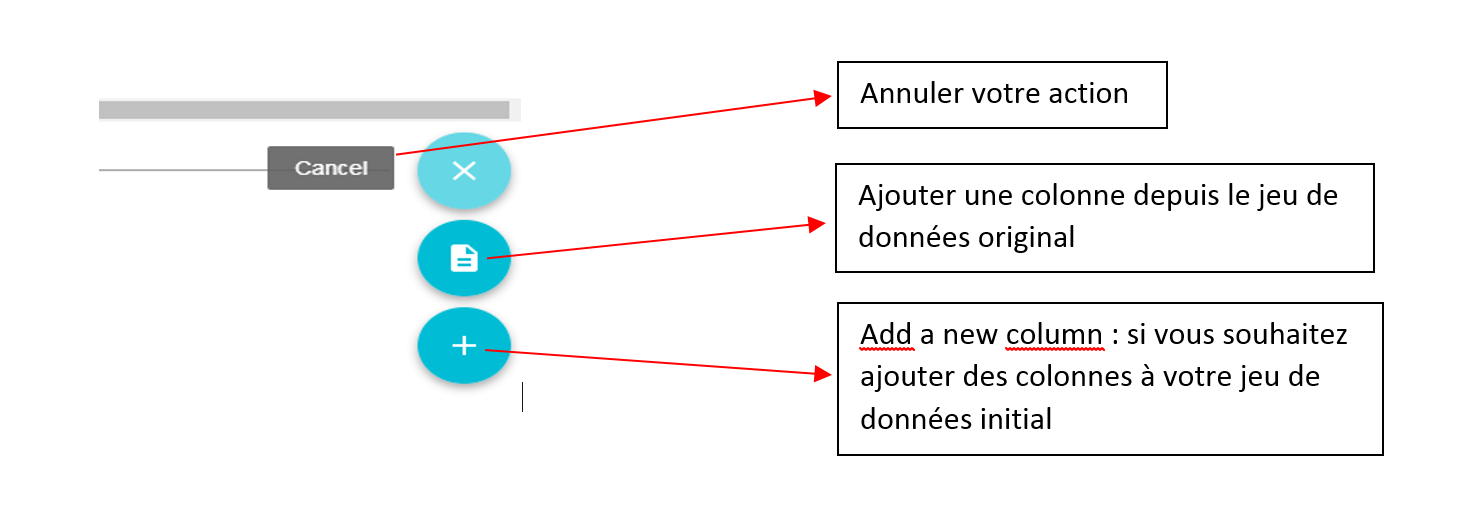 Annuler votre action
Cancel
Ajouter une colonne depuis le jeu de
données original
Add a new column : si vous souhaitez
ajouter des colonnes à votre jeu de
données initial